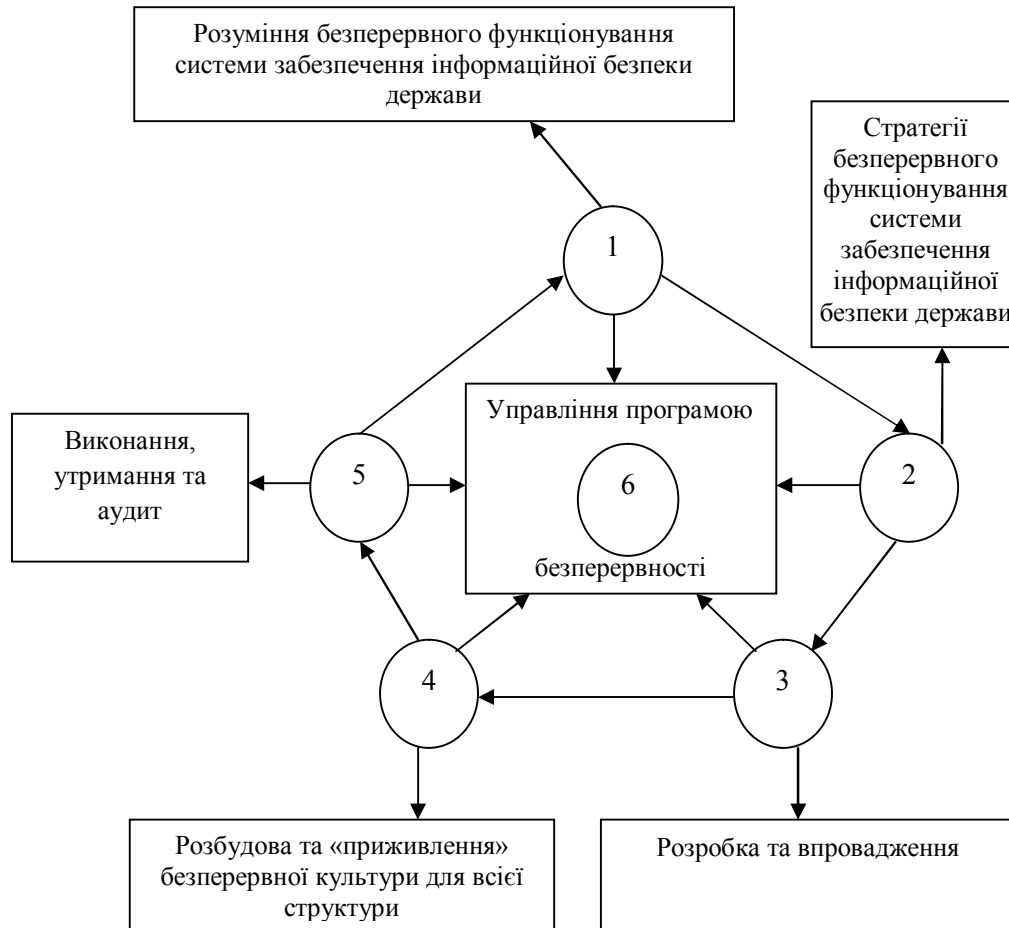 Розуміння безперервного функціонування
системи забезпечення інформаційної безпеки
держави
Стратегії
безперервного
функціонування
системи
забезпечення
інформаційної
безпеки держави
1
Управління програмою
6
безперервності
Виконання,
утримання та
аудит
5
2
4
3
Розбудова та «приживлення»
безперервної культури для всієї
структури
Розробка та впровадження